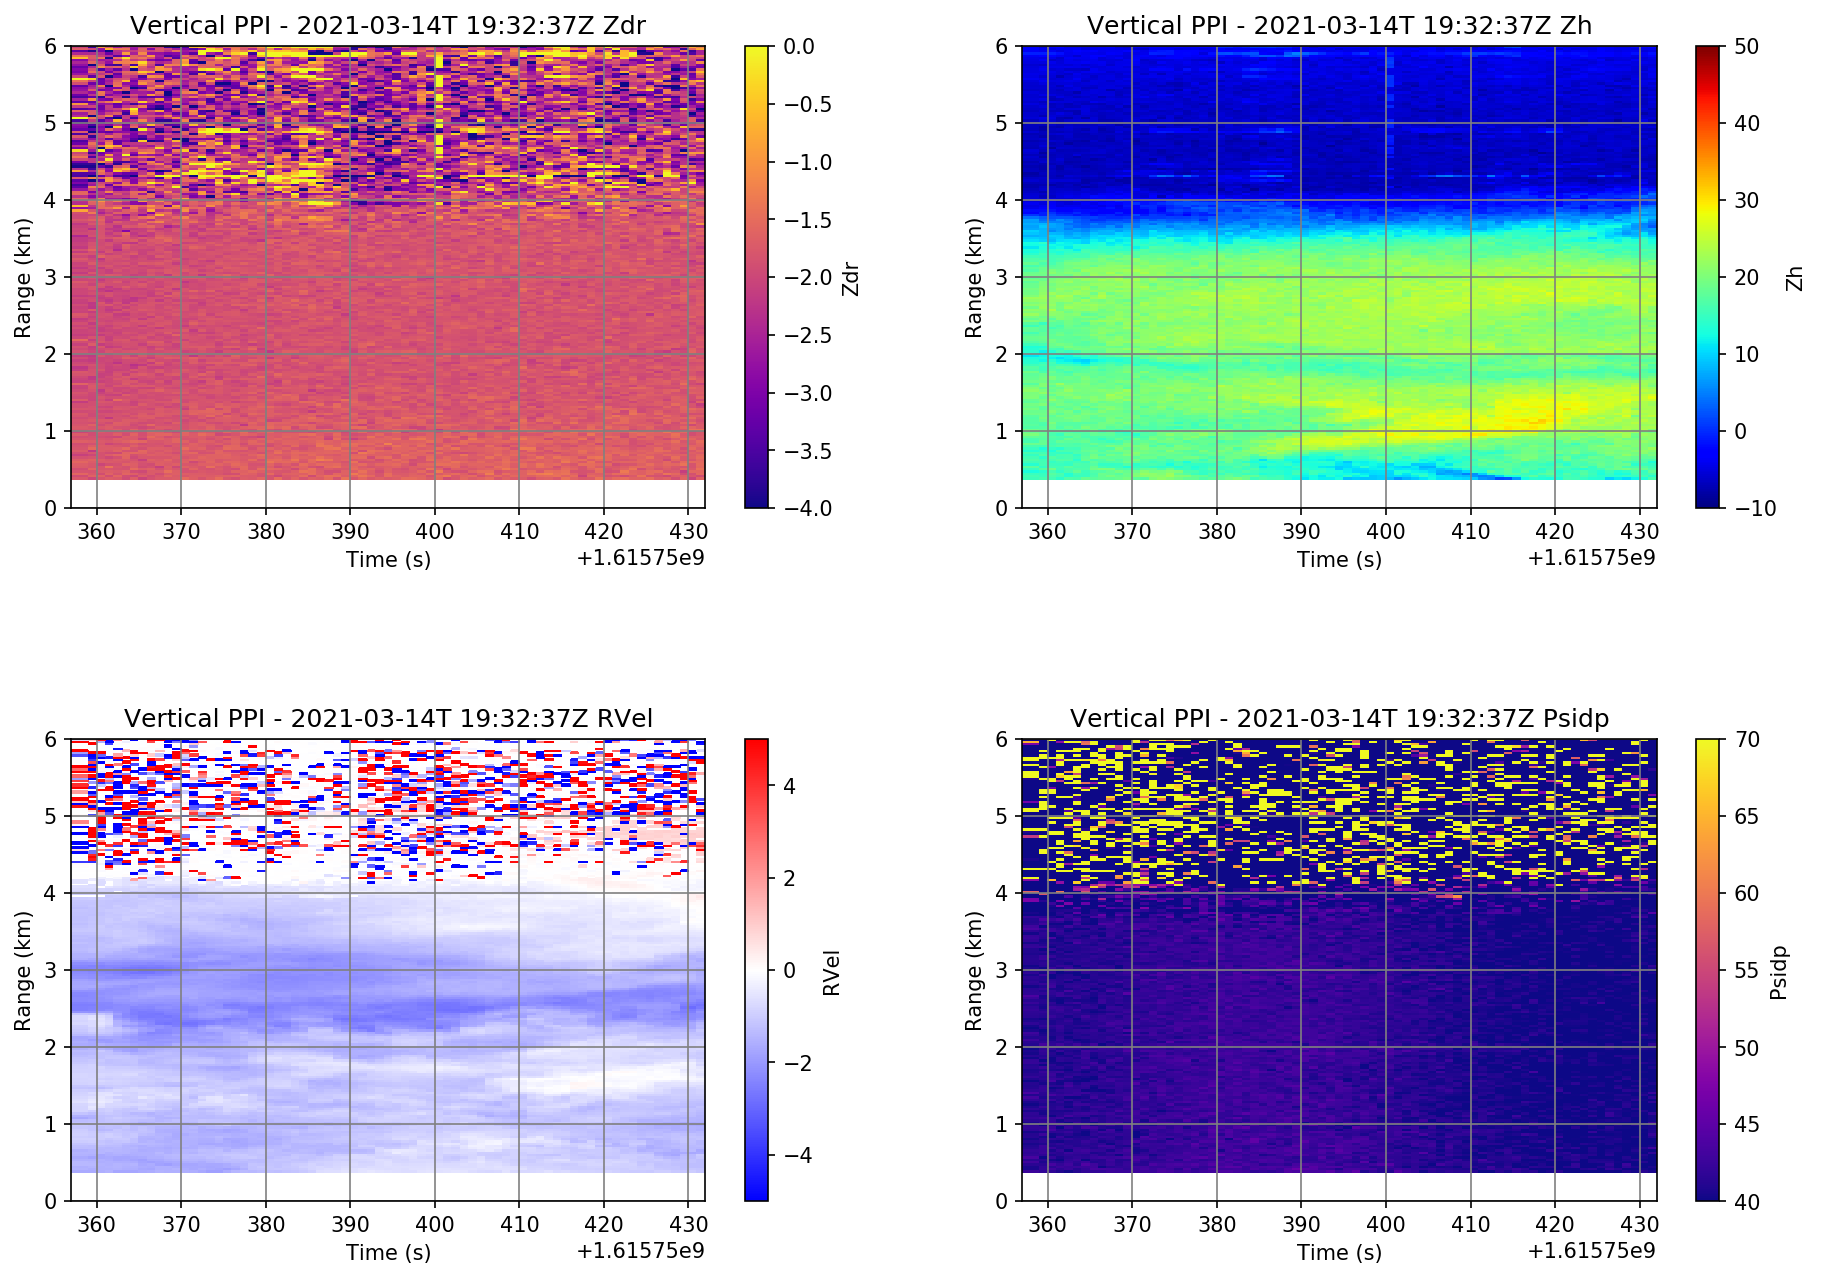 Vertical PPI - 2021-03-14T 19:32:37Z Zdr
6
5
4
3
2
1
0
Range (km)
360 370 380 390 400 410 420 430
Time (s)
+1.61575e9
0.0
−0.5
−1.0
−1.5
−2.0
−2.5
−3.0
−3.5
−4.0
Zdr
Vertical PPI - 2021-03-14T 19:32:37Z Zh
6
5
4
3
2
1
0
Range (km)
360 370 380 390 400 410 420 430
Time (s)
+1.61575e9
50
40
30
20
10
0
−10
Zh
Vertical PPI - 2021-03-14T 19:32:37Z RVel
6
5
4
3
2
1
0
Range (km)
360 370 380 390 400 410 420 430
Time (s)
+1.61575e9
4
2
0
−2
−4
RVel
Vertical PPI - 2021-03-14T 19:32:37Z Psidp
6
5
4
3
2
1
0
Range (km)
360 370 380 390 400 410 420 430
Time (s)
+1.61575e9
70
65
60
55
50
45
40
Psidp